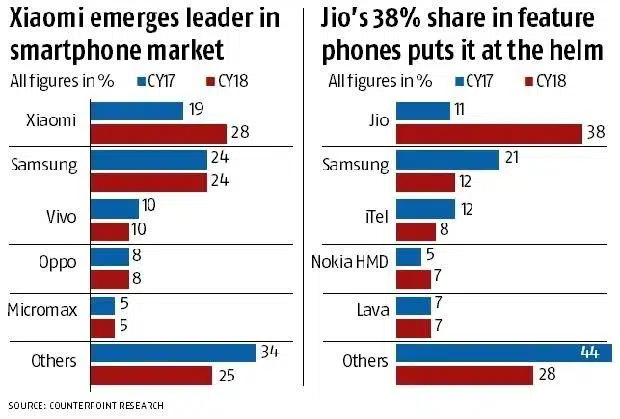 Xiaomi emerges leader in
smartphone market
All figures in % CY17 CY18
Xiaomi 19
28
Samsung 24
24
Vivo 10
10
Oppo 8
8
Micromax 5
5
Others 34
25
Jio's 38% share in feature
phones puts it at the helm
All figures in % CY17 CY18
Jio 11
38
Samsung 21
12
iTel 12
8
Nokia HMD 5
7
Lava 7
7
Others 44
28
SOURCE: COUNTERPOINT RESEARCH